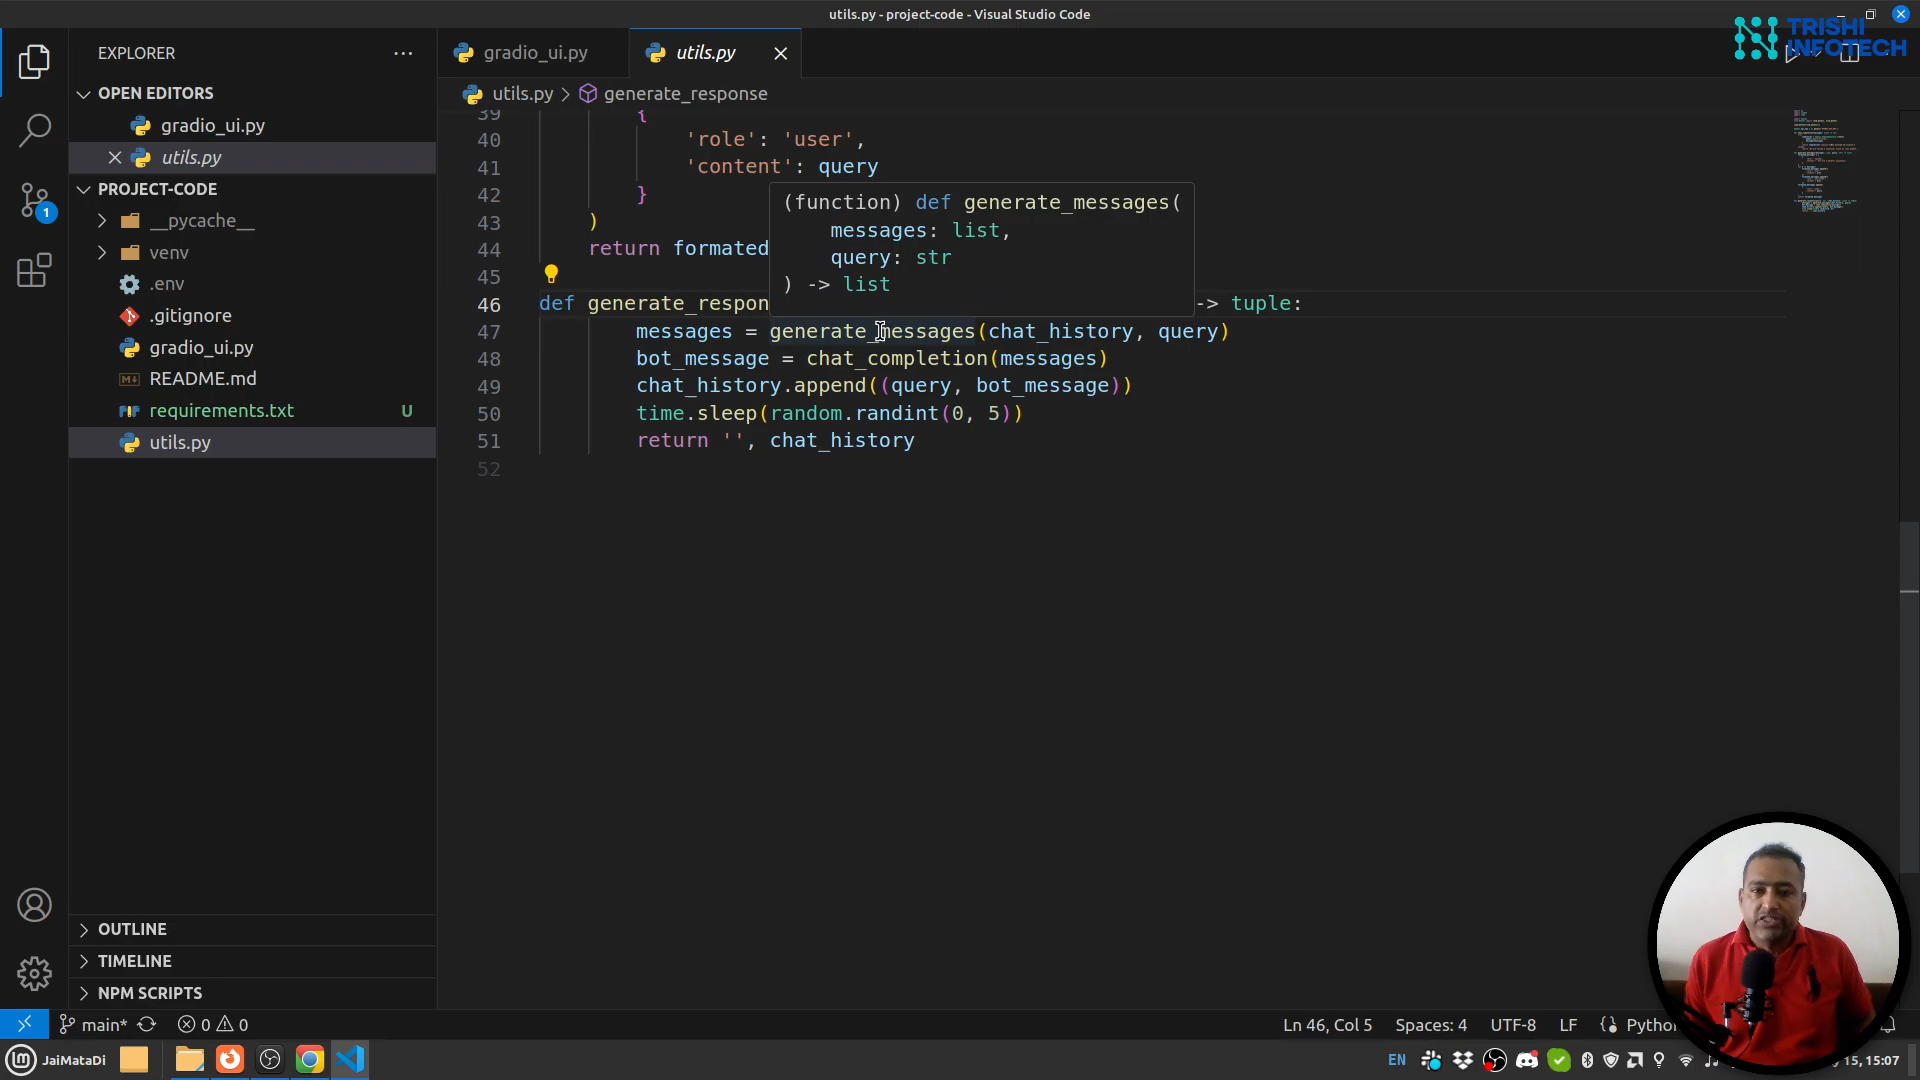 utils.py - project-code - Visual Studio Code
TRISHI
INFOTECH
EXPLORER
gradio_ui.py
utils.py
OPEN EDITORS
gradio_ui.py
utils.py
PROJECT-CODE
__pycache__
venv
.env
.gitignore
gradio_ui.py
README.md
requirements.txt U
utils.py
OUTLINE
TIMELINE
NPM SCRIPTS
utils.py > generate_response
39 {
40 'role': 'user',
41 'content': query
42 }
43 )
44 return formated
45
46 def generate_respon -> tuple:
47 messages = generate_messages(chat_history, query)
48 bot_message = chat_completion(messages)
49 chat_history.append((query, bot_message))
50 time.sleep(random.randint(0, 5))
51 return '', chat_history
52
(function) def generate_messages(
messages: list,
query: str
) -> list
main* 0 0
Ln 46, Col 5 Spaces: 4 UTF-8 LF
JaiMataDi
EN
15, 15:07